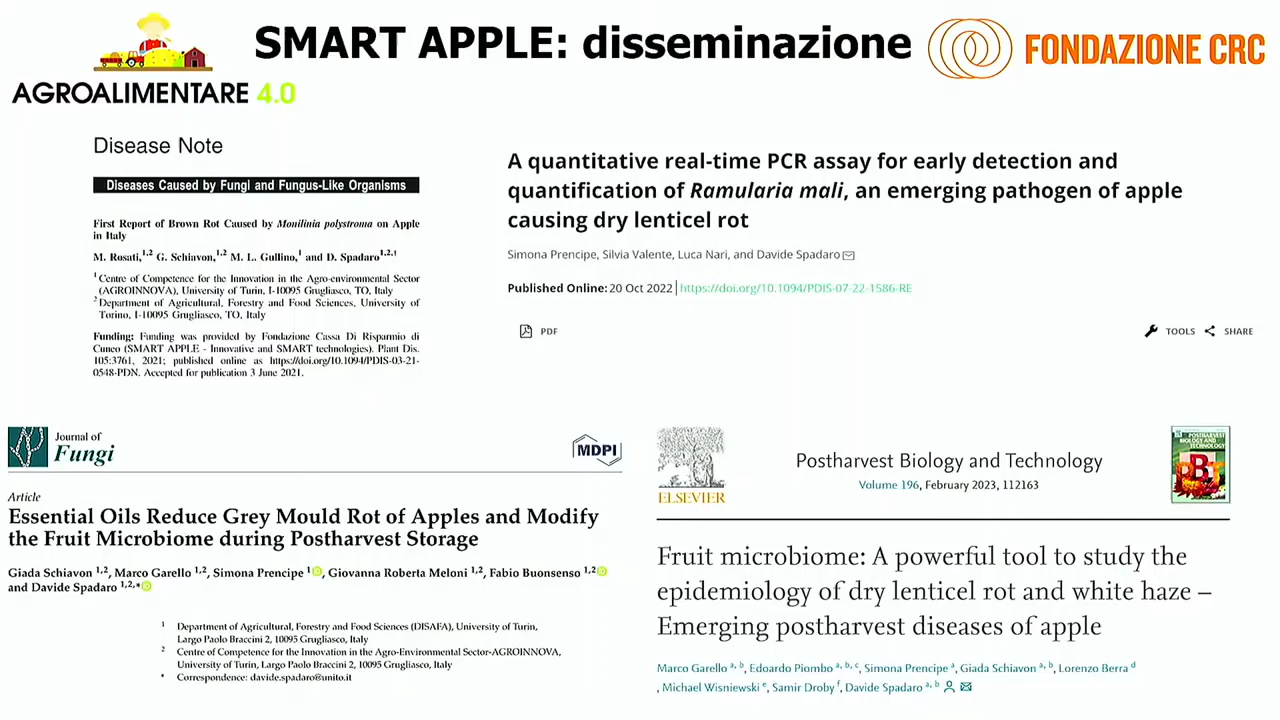 SMART APPLE: disseminazione
FONDAZIONE CRC
AGROALIMENTARE 4.0
Disease Note
Diseases Caused by Fungi and Fungus-Like Organisms
First Report of Brown Rot Caused by Monilinia polystroma on Apple
in Italy
M. Rosati,1,2 G. Schiavon,1,2 M. L. Gullino,1 and D. Spadaro1,2,†
1 Centre of Competence for the Innovation in the Agro-environmental Sector
(AGROINNOVA), University of Turin, I-10095 Grugliasco, TO, Italy
2 Department of Agricultural, Forestry and Food Sciences, University of
Torino, I-10095 Grugliasco, TO, Italy
Funding: Funding was provided by Fondazione Cassa Di Risparmio di
Cuneo (SMART APPLE - Innovative and SMART technologies). Plant Dis.
105:3761, 2021; published online as https://doi.org/10.1094/PDIS-03-21-
0548-PDN. Accepted for publication 3 June 2021.
A quantitative real-time PCR assay for early detection and
quantification of Ramularia mali, an emerging pathogen of apple
causing dry lenticel rot
Simona Prencipe, Silvia Valente, Luca Nari, and Davide Spadaro
Published Online: 20 Oct 2022 | https://doi.org/10.1094/PDIS-07-22-1586-RE
PDF
TOOLS SHARE
Journal of
Fungi
MDPI
Article
Essential Oils Reduce Grey Mould Rot of Apples and Modify
the Fruit Microbiome during Postharvest Storage
Giada Schiavon 1,2, Marco Garello 1,2, Simona Prencipe 1, Giovanna Roberta Meloni 1,2, Fabio Buonsenso 1,2
and Davide Spadaro 1,2,*
1 Department of Agricultural, Forestry and Food Sciences (DISAFA), University of Turin,
Largo Paolo Braccini 2, 10095 Grugliasco, Italy
2 Centre of Competence for the Innovation in the Agro-Environmental Sector-AGROINNOVA,
University of Turin, Largo Paolo Braccini 2, 10095 Grugliasco, Italy
* Correspondence: davide.spadaro@unito.it
ELSEVIER
Postharvest Biology and Technology
Volume 196, February 2023, 112163
POSTHARVEST
BIOLOGY AND
TECHNOLOGY
Fruit microbiome: A powerful tool to study the
epidemiology of dry lenticel rot and white haze –
Emerging postharvest diseases of apple
Marco Garello a, b, Edoardo Piombo a, b, c, Simona Prencipe a, Giada Schiavon a, b, Lorenzo Berra d
, Michael Wisniewski e, Samir Droby f, Davide Spadaro a, b